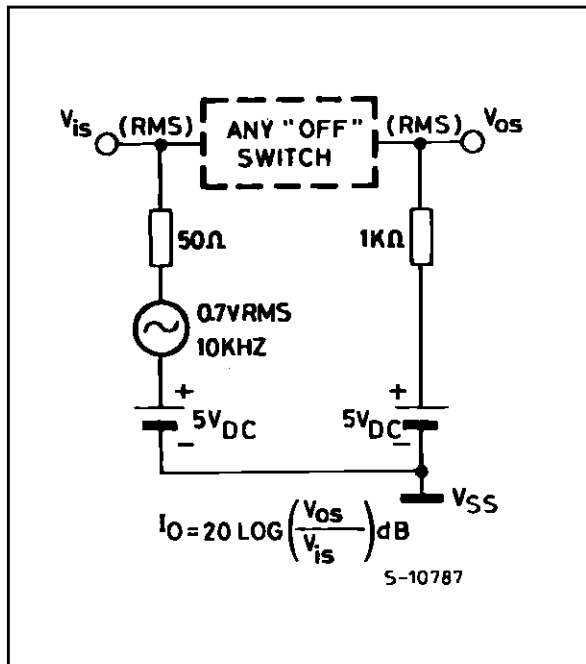 Vis (RMS) ANY "OFF" (RMS) Vos
SWITCH
50Ω 1KΩ
0.7VRMS
10KHZ
+ +
5VDC 5VDC
- -
VSS
IO=20 LOG(Vos/Vis)dB
S-10787